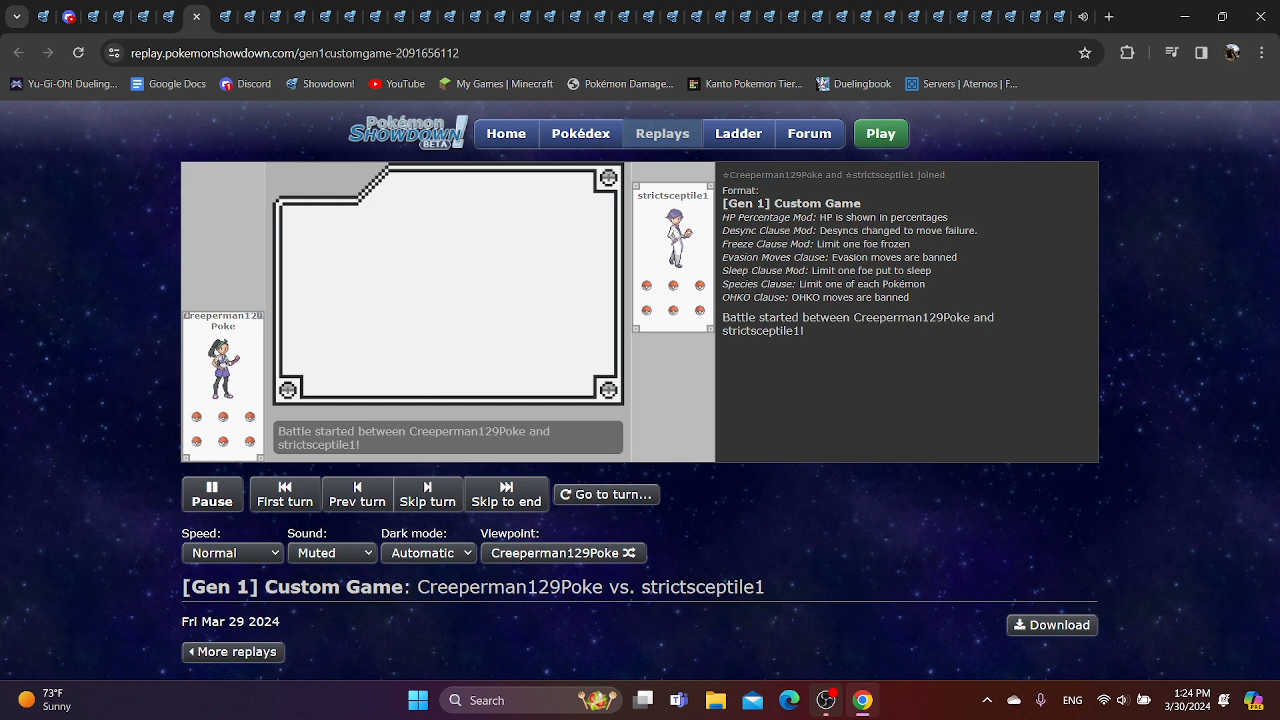 replay.pokemonshowdown.com/gen1customgame-2091656112
Yu-Gi-Oh! Dueling...
Google Docs
Discord
Showdown!
YouTube
My Games | Minecraft
Pokémon Damage...
Kanto Pokemon Tier...
Duelingbook
Servers | Aternos | F...
Pokémon
SHOWDOWN!
BETA
Home
Pokédex
Replays
Ladder
Forum
Play
strictsceptile1
Creeperman129
Poke
Battle started between Creeperman129Poke and
strictsceptile1!
☆Creeperman129Poke and ☆strictsceptile1 joined
Format:
[Gen 1] Custom Game
HP Percentage Mod: HP is shown in percentages
Desync Clause Mod: Desyncs changed to move failure.
Freeze Clause Mod: Limit one foe frozen
Evasion Moves Clause: Evasion moves are banned
Sleep Clause Mod: Limit one foe put to sleep
Species Clause: Limit one of each Pokémon
OHKO Clause: OHKO moves are banned
Battle started between Creeperman129Poke and
strictsceptile1!
Pause
First turn
Prev turn
Skip turn
Skip to end
Go to turn...
Speed:
Sound:
Dark mode:
Viewpoint:
Normal
Muted
Automatic
Creeperman129Poke
[Gen 1] Custom Game: Creeperman129Poke vs. strictsceptile1
Fri Mar 29 2024
Download
More replays
73°F
Sunny
Search
ENG
1:24 PM
3/30/2024
PRE